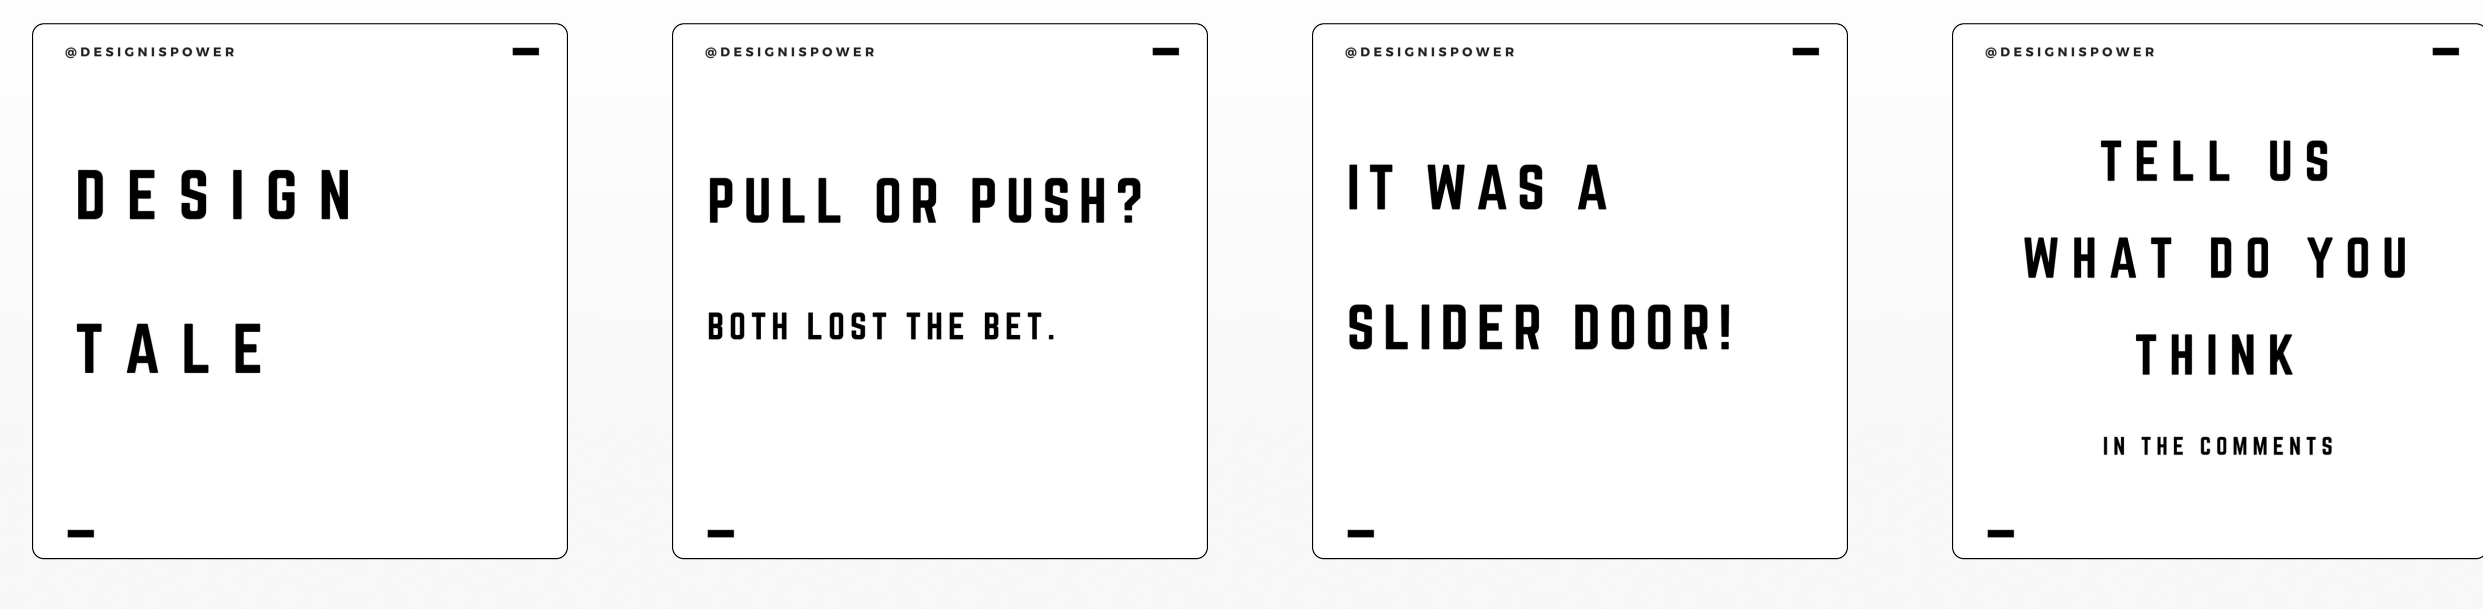 @DESIGNISPOWER
DESIGN
TALE
@DESIGNISPOWER
PULL OR PUSH?
BOTH LOST THE BET.
@DESIGNISPOWER
IT WAS A
SLIDER DOOR!
@DESIGNISPOWER
TELL US
WHAT DO YOU
THINK
IN THE COMMENTS